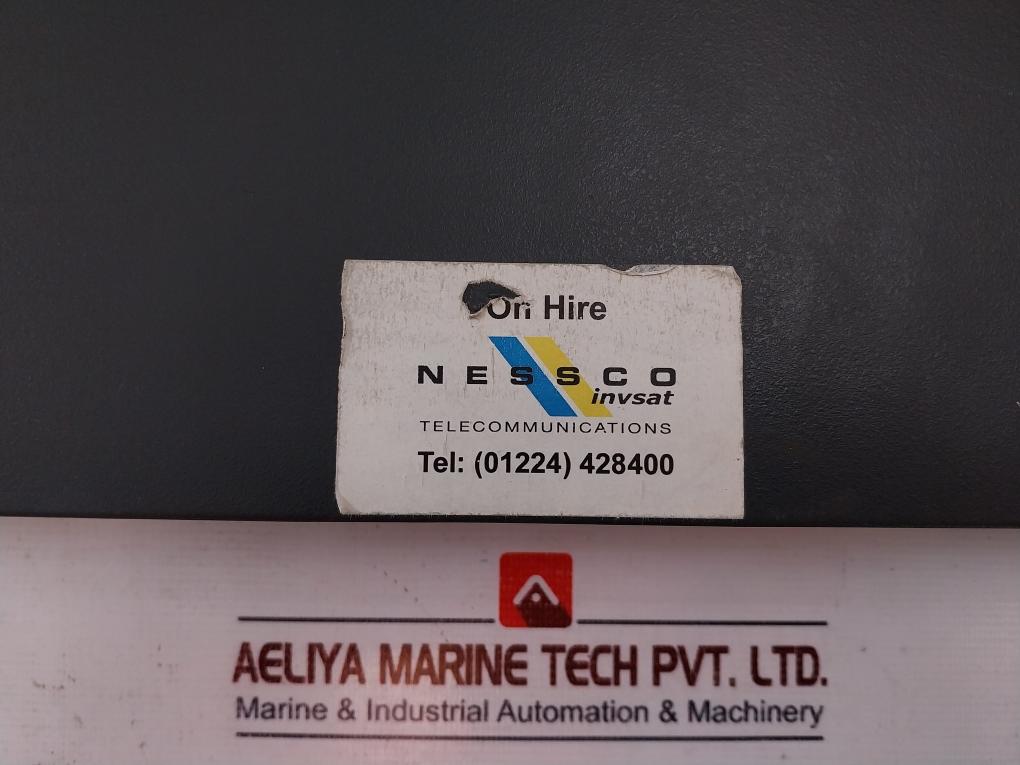 On Hire
NESSCO
invsat
TELECOMMUNICATIONS
Tel: (01224) 428400
AELIYA MARINE TECH PVT. LTD.
Marine & Industrial Automation & Machinery